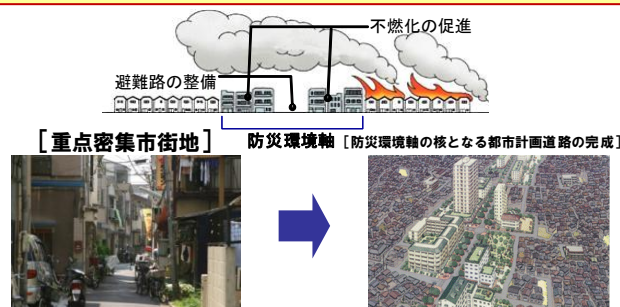 不燃化の促進
避難路の整備
［重点密集市街地］
防災環境軸［防災環境軸の核となる都市計画道路の完成］